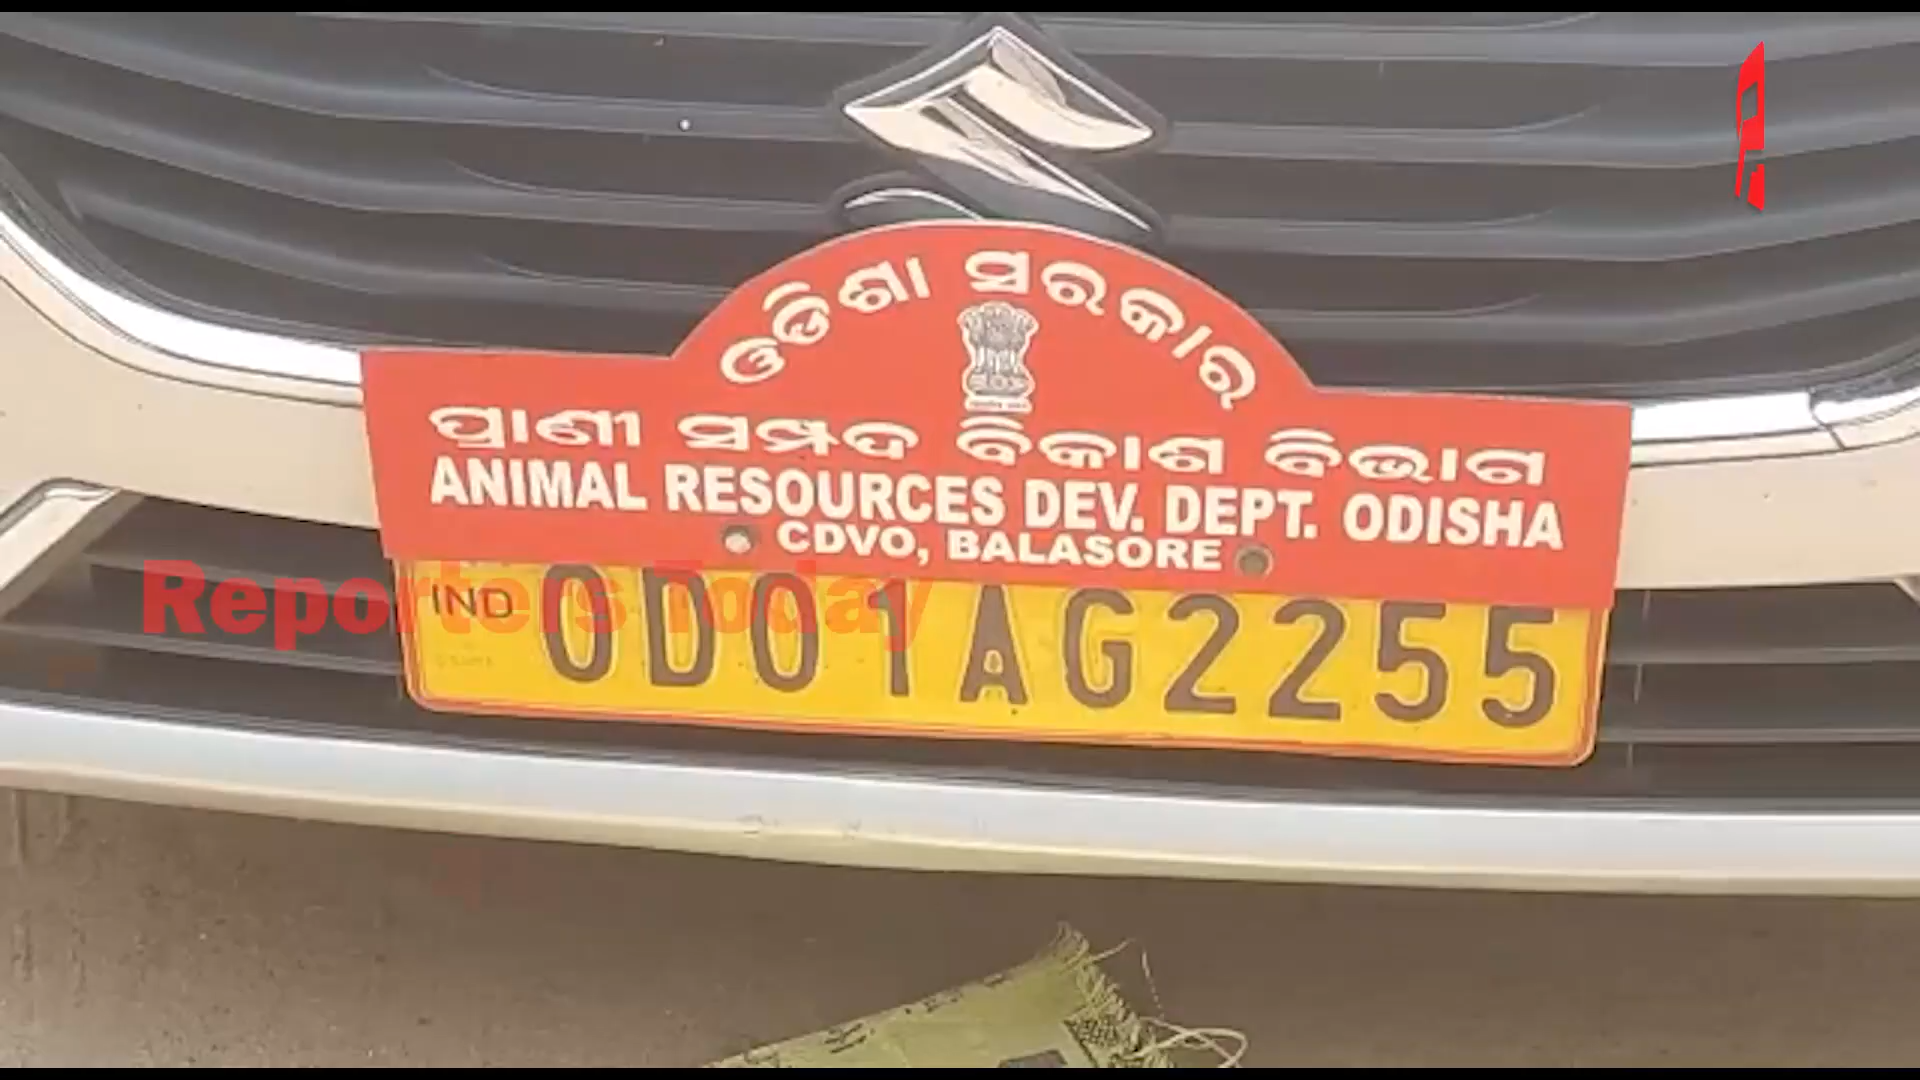 ଓଡିଶା ସରକାର
ପ୍ରାଣୀ ସମ୍ପଦ ବିକାଶ ବିଭାଗ
ANIMAL RESOURCES DEV. DEPT. ODISHA
CDVO, BALASORE
IND OD01AG2255
Reporters Today